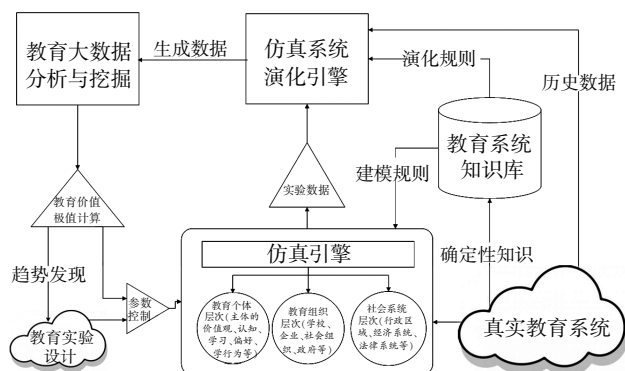 教育大数据
分析与挖掘
生成数据
仿真系统
演化引擎
演化规则
历史数据
教育系统
知识库
建模规则
实验数据
教育价值
极值计算
趋势发现
参数
控制
教育实验
设计
仿真引擎
教育个体
层次(主体的
价值观、认知、
学习、偏好、
学行为等)
教育组织
层次(学校、
企业、社会组
织、政府等)
社会系统
层次(行政区
域、经济系统、
法律系统等)
确定性知识
真实教育系统